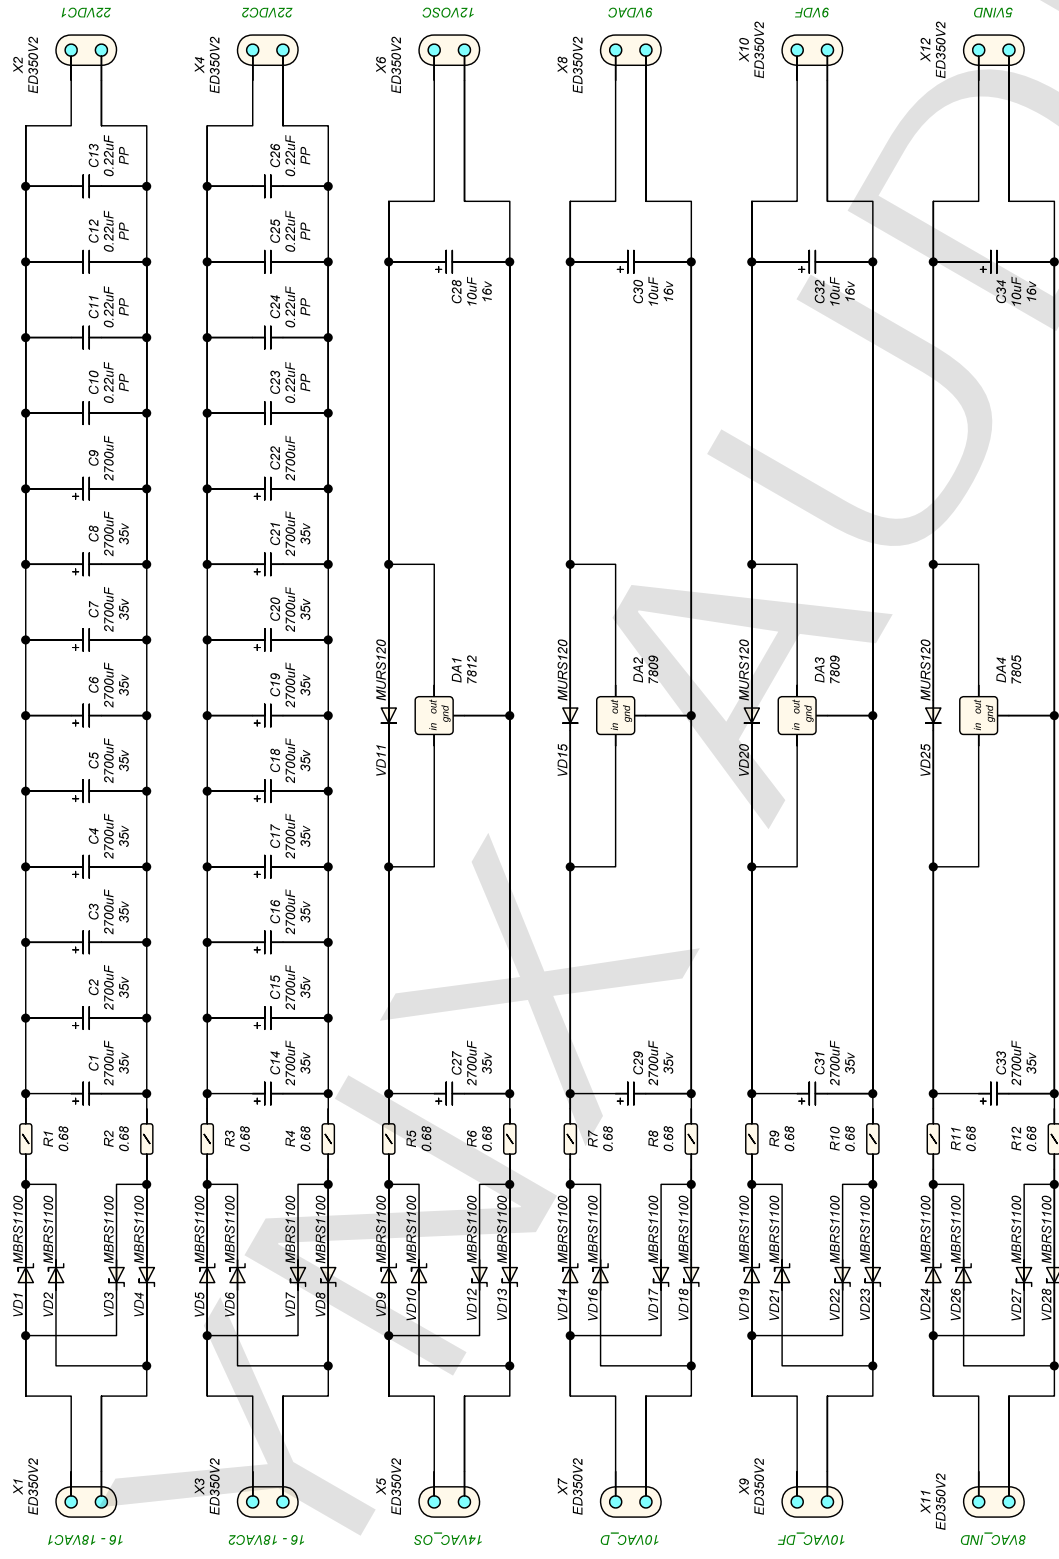 22VDC1
X2
ED350V2
C13
0.22uF
PP
C12
0.22uF
PP
C11
0.22uF
PP
C10
0.22uF
PP
C9
2700uF
C8
2700uF
35v
C7
2700uF
35v
C6
2700uF
35v
C5
2700uF
35v
C4
2700uF
35v
C3
2700uF
35v
C2
2700uF
35v
C1
2700uF
35v
R1
0.68
R2
0.68
VD1
MBRS1100
VD2
MBRS1100
VD3
MBRS1100
VD4
MBRS1100
X1
ED350V2
16 - 18VAC1
22VDC2
X4
ED350V2
C26
0.22uF
PP
C25
0.22uF
PP
C24
0.22uF
PP
C23
0.22uF
PP
C22
2700uF
C21
2700uF
35v
C20
2700uF
35v
C19
2700uF
35v
C18
2700uF
35v
C17
2700uF
35v
C16
2700uF
35v
C15
2700uF
35v
C14
2700uF
35v
R3
0.68
R4
0.68
VD5
MBRS1100
VD6
MBRS1100
VD7
MBRS1100
VD8
MBRS1100
X3
ED350V2
16 - 18VAC2
12VOSC
X6
ED350V2
C28
10uF
16v
MURS120
VD11
DA1
7812
in out
gnd
C27
2700uF
35v
R5
0.68
R6
0.68
VD9
MBRS1100
VD10
MBRS1100
VD12
MBRS1100
VD13
MBRS1100
X5
ED350V2
14VAC_OS
9VDAC
X8
ED350V2
C30
10uF
16v
MURS120
VD15
DA2
7809
in out
gnd
C29
2700uF
35v
R7
0.68
R8
0.68
VD14
MBRS1100
VD16
MBRS1100
VD17
MBRS1100
VD18
MBRS1100
X7
ED350V2
10VAC_D
9VDF
X10
ED350V2
C32
10uF
16v
MURS120
VD20
DA3
7809
in out
gnd
C31
2700uF
35v
R9
0.68
R10
0.68
VD19
MBRS1100
VD21
MBRS1100
VD22
MBRS1100
VD23
MBRS1100
X9
ED350V2
10VAC_DF
5VIND
X12
ED350V2
C34
10uF
16v
MURS120
VD25
DA4
7805
in out
gnd
C33
2700uF
35v
R11
0.68
R12
0.68
VD24
MBRS1100
VD26
MBRS1100
VD27
MBRS1100
VD28
MBRS1100
X11
ED350V2
8VAC_IND